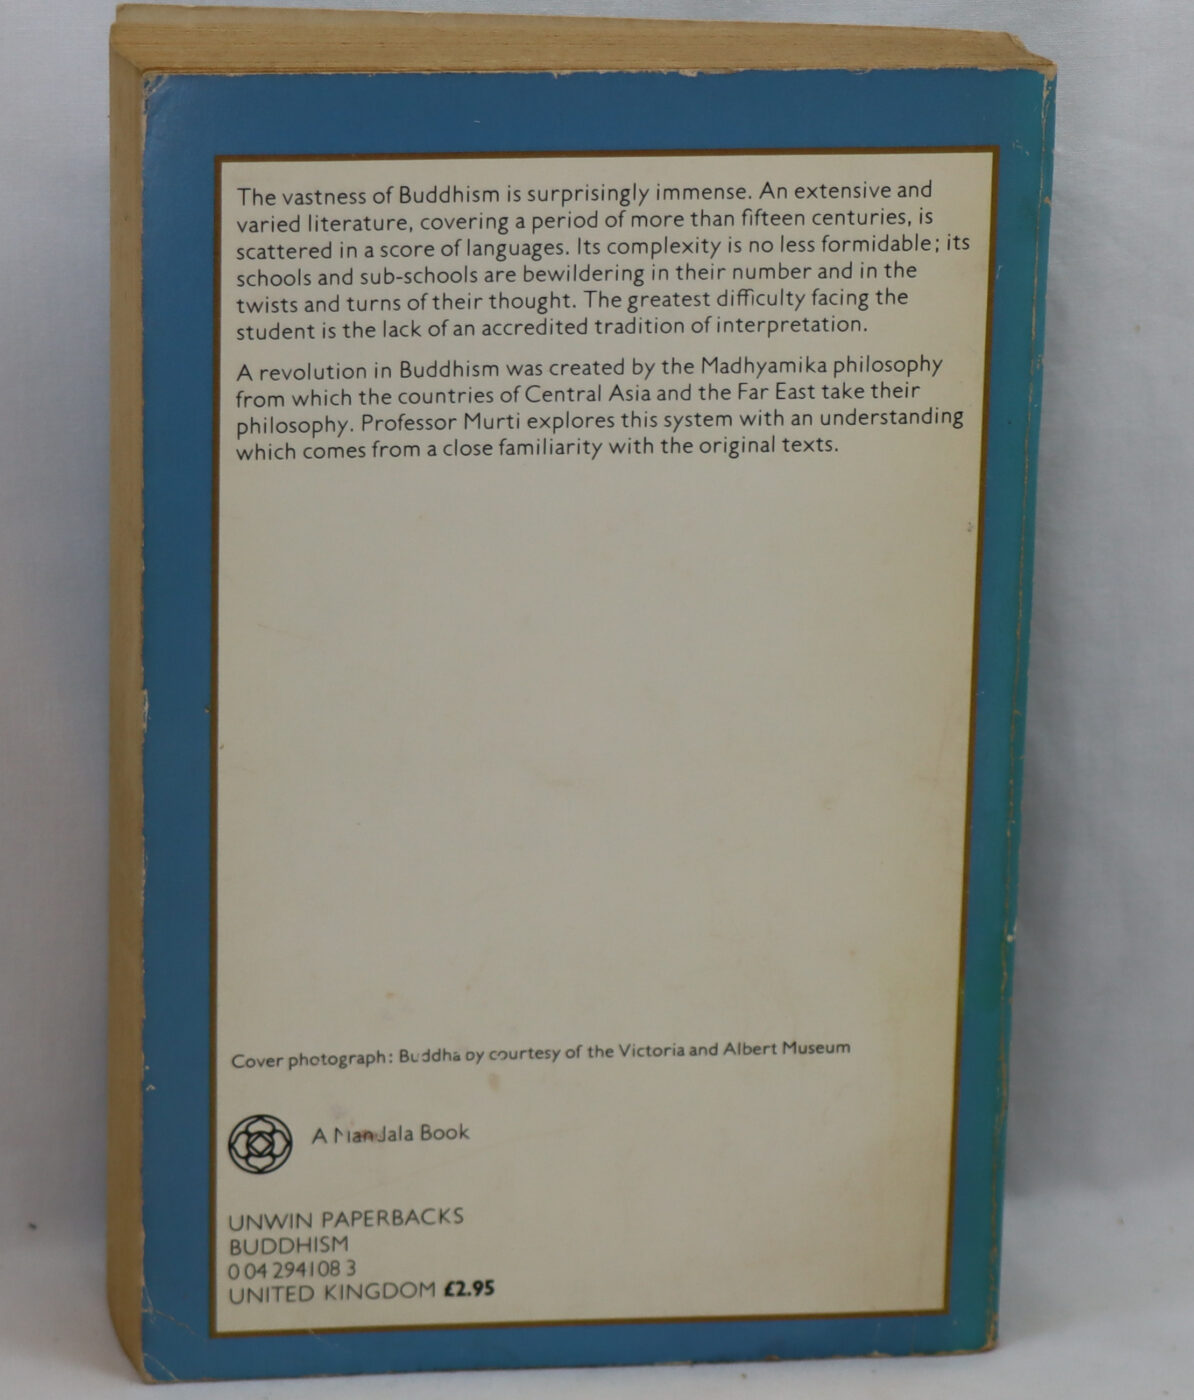 The vastness of Buddhism is surprisingly immense. An extensive and
varied literature, covering a period of more than fifteen centuries, is
scattered in a score of languages. Its complexity is no less formidable; its
schools and sub-schools are bewildering in their number and in the
twists and turns of their thought. The greatest difficulty facing the
student is the lack of an accredited tradition of interpretation.
A revolution in Buddhism was created by the Madhyamika philosophy
from which the countries of Central Asia and the Far East take their
philosophy. Professor Murti explores this system with an understanding
which comes from a close familiarity with the original texts.
Cover photograph: Buddha by courtesy of the Victoria and Albert Museum
A Mandala Book
UNWIN PAPERBACKS
BUDDHISM
0 04 294108 3
UNITED KINGDOM £2.95